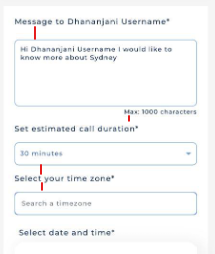 Message to Dhananjani Username*
Hi Dhananjani Username I would like to
know more about Sydney
Max: 1000 characters
Set estimated call duration*
30 minutes
Select your time zone*
Search a timezone
Select date and time*